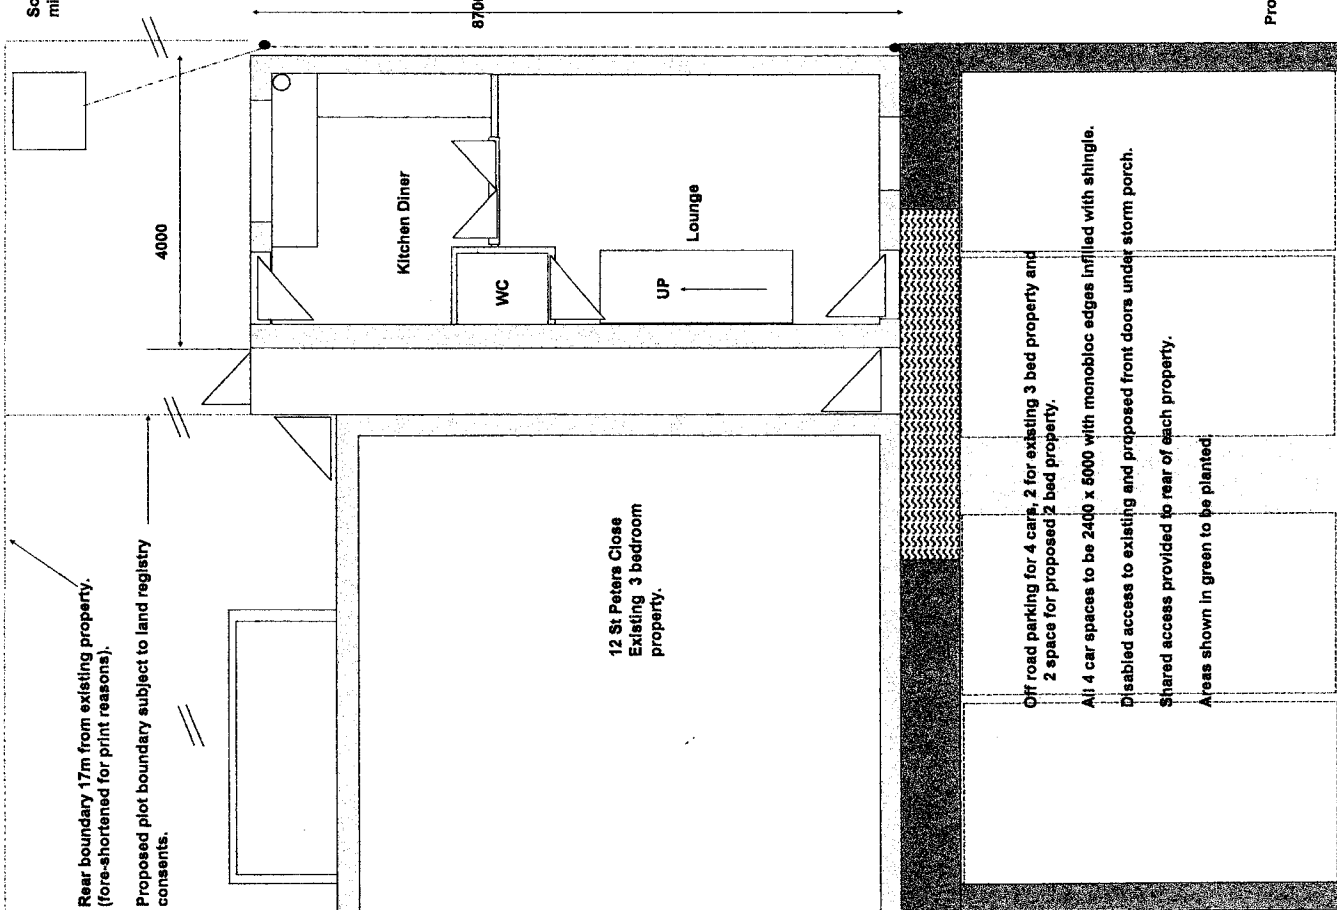 Rear boundary 17m from existing property.
(fore-shortened for print reasons).
Proposed plot boundary subject to land registry
consents.
4000
Kitchen Diner
WC
UP
Lounge
12 St Peters Close
Existing 3 bedroom
property.
Off road parking for 4 cars, 2 for existing 3 bed property and
2 space for proposed 2 bed property.
All 4 car spaces to be 2400 x 5000 with monobloc edges infilled with shingle.
Disabled access to existing and proposed front doors under storm porch.
Shared access provided to rear of each property.
Areas shown in green to be planted